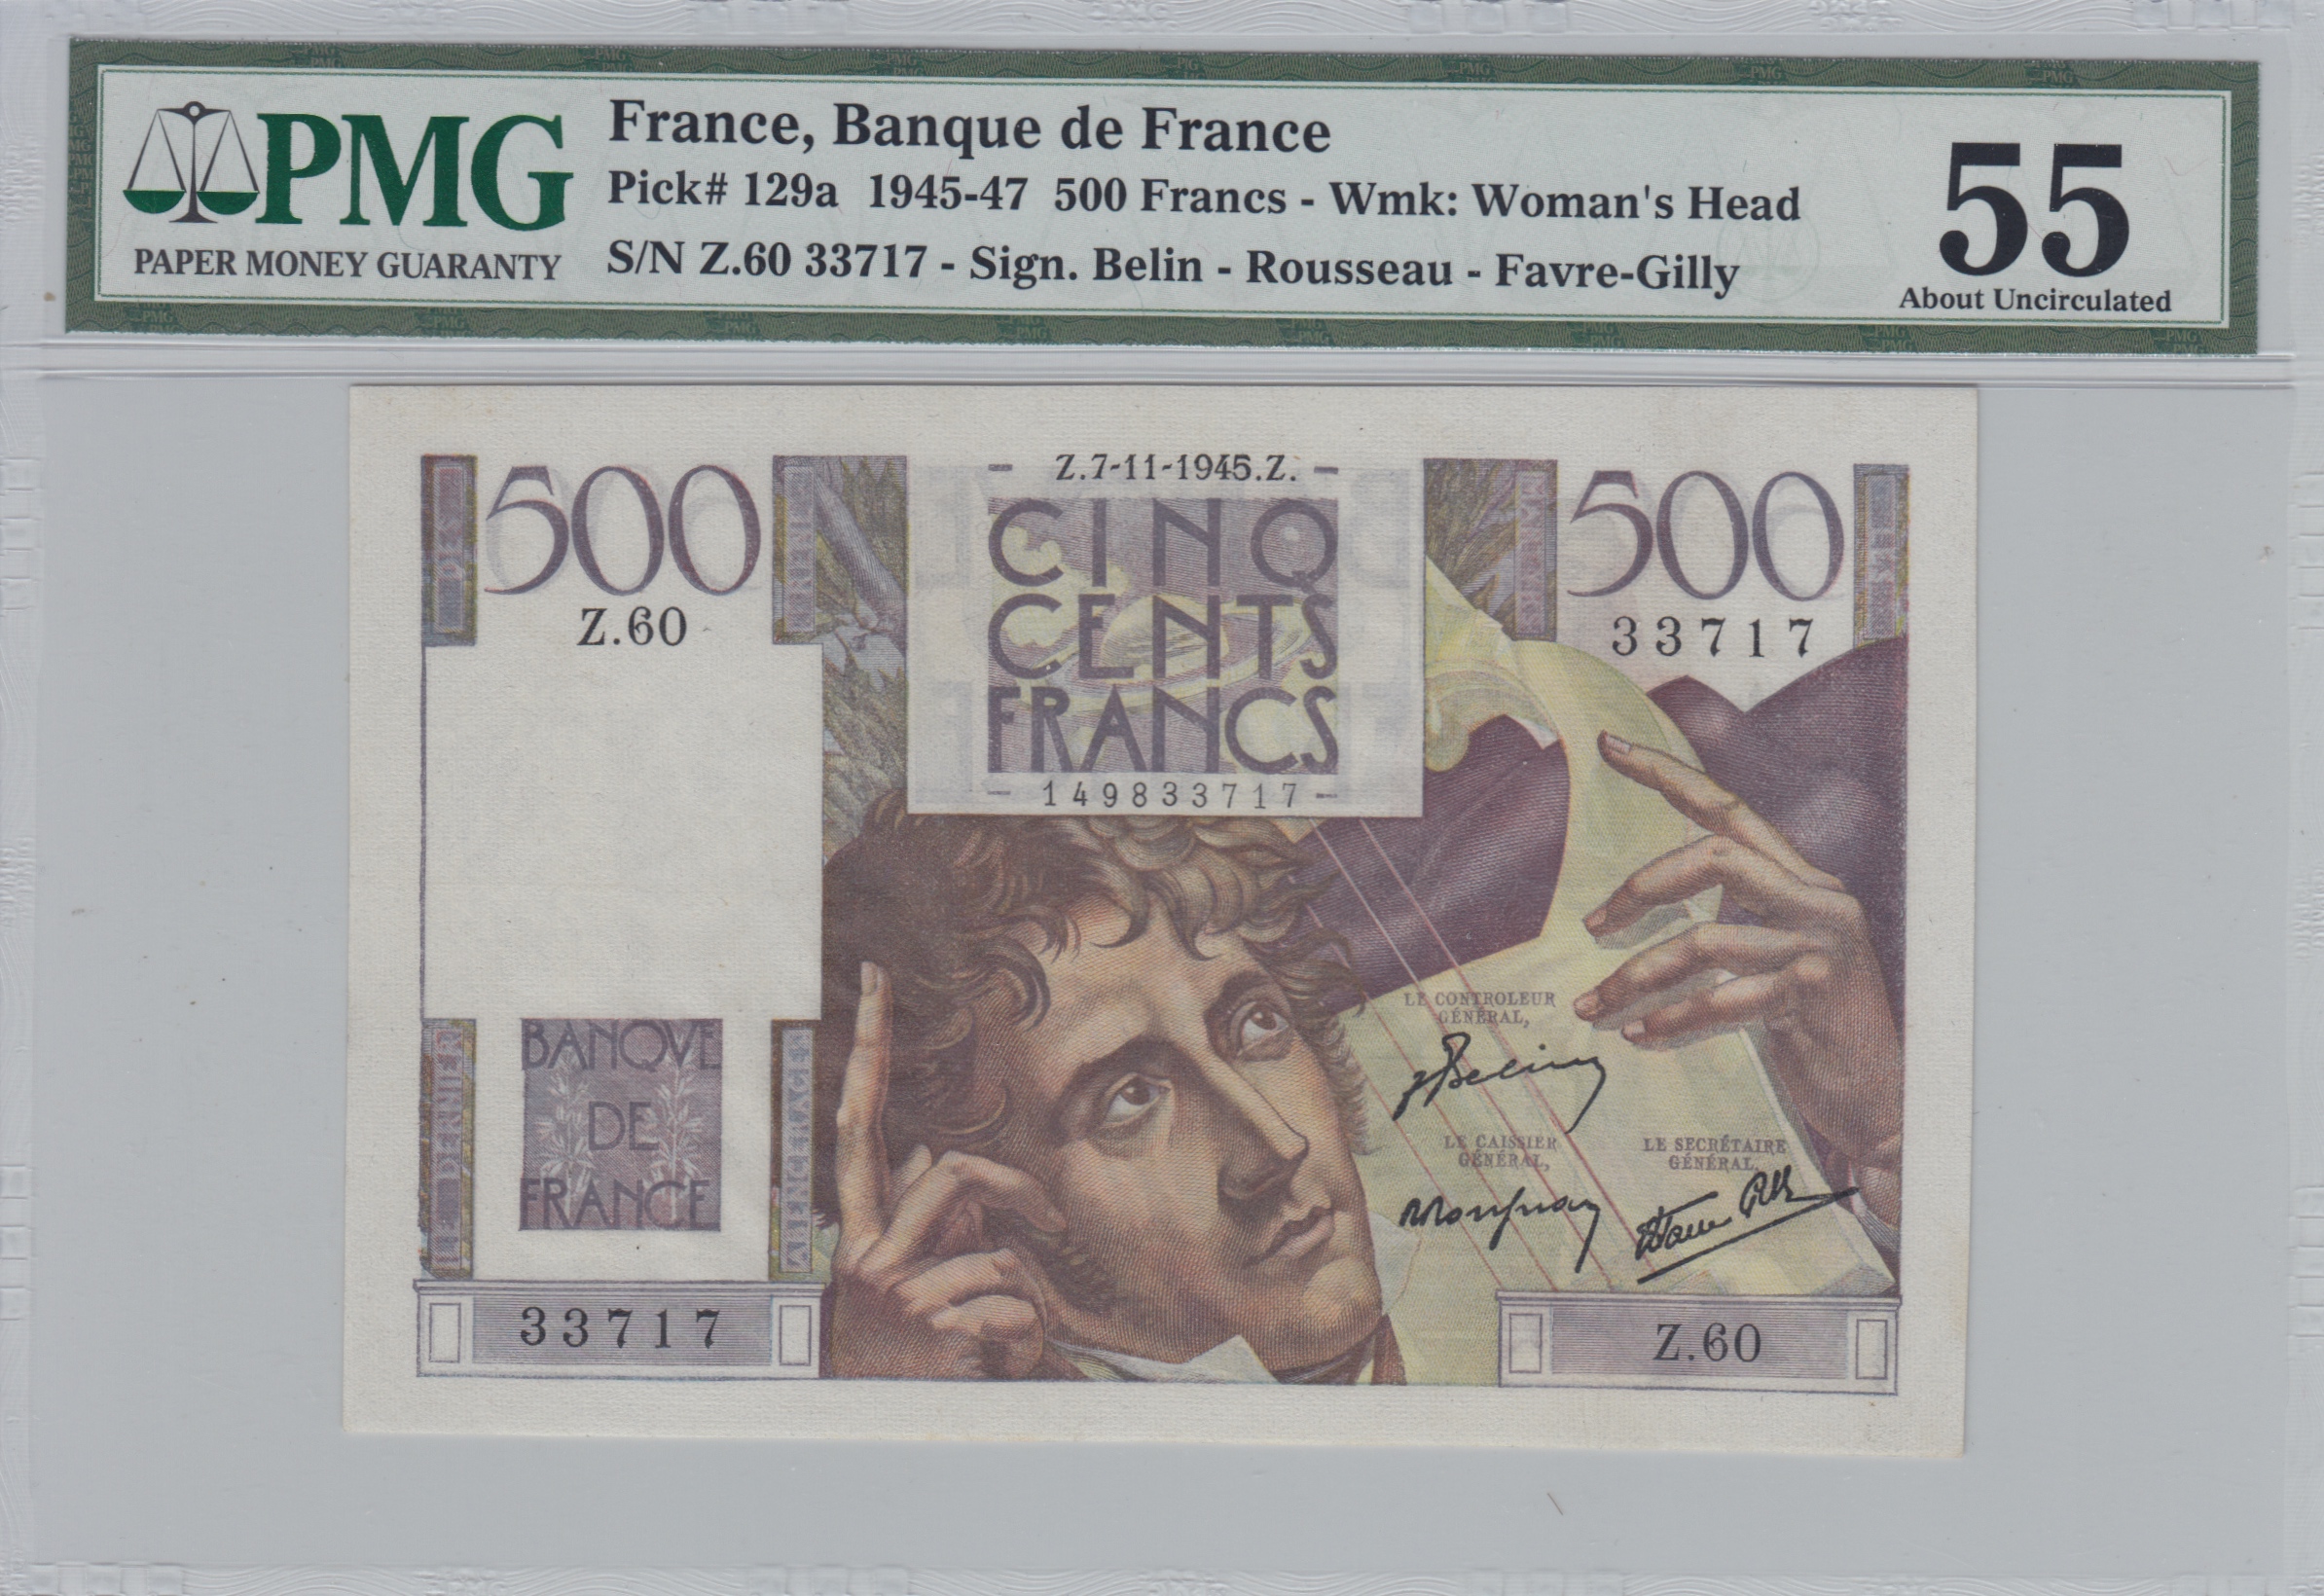 PMG
PAPER MONEY GUARANTY
France, Banque de France
Pick# 129a 1945-47 500 Francs - Wmk: Woman's Head
S/N Z.60 33717 - Sign. Belin - Rousseau - Favre-Gilly
55
About Uncirculated
500
Z.60
Z.7-11-1945.Z.
CINQ
CENTS
FRANCS
149833717
500
33717
LE CONTROLEUR
GÉNÉRAL,
LE CAISSIER
GÉNÉRAL,
LE SECRÉTAIRE
GÉNÉRAL,
BANQVE
DE
FRANCE
33717
Z.60